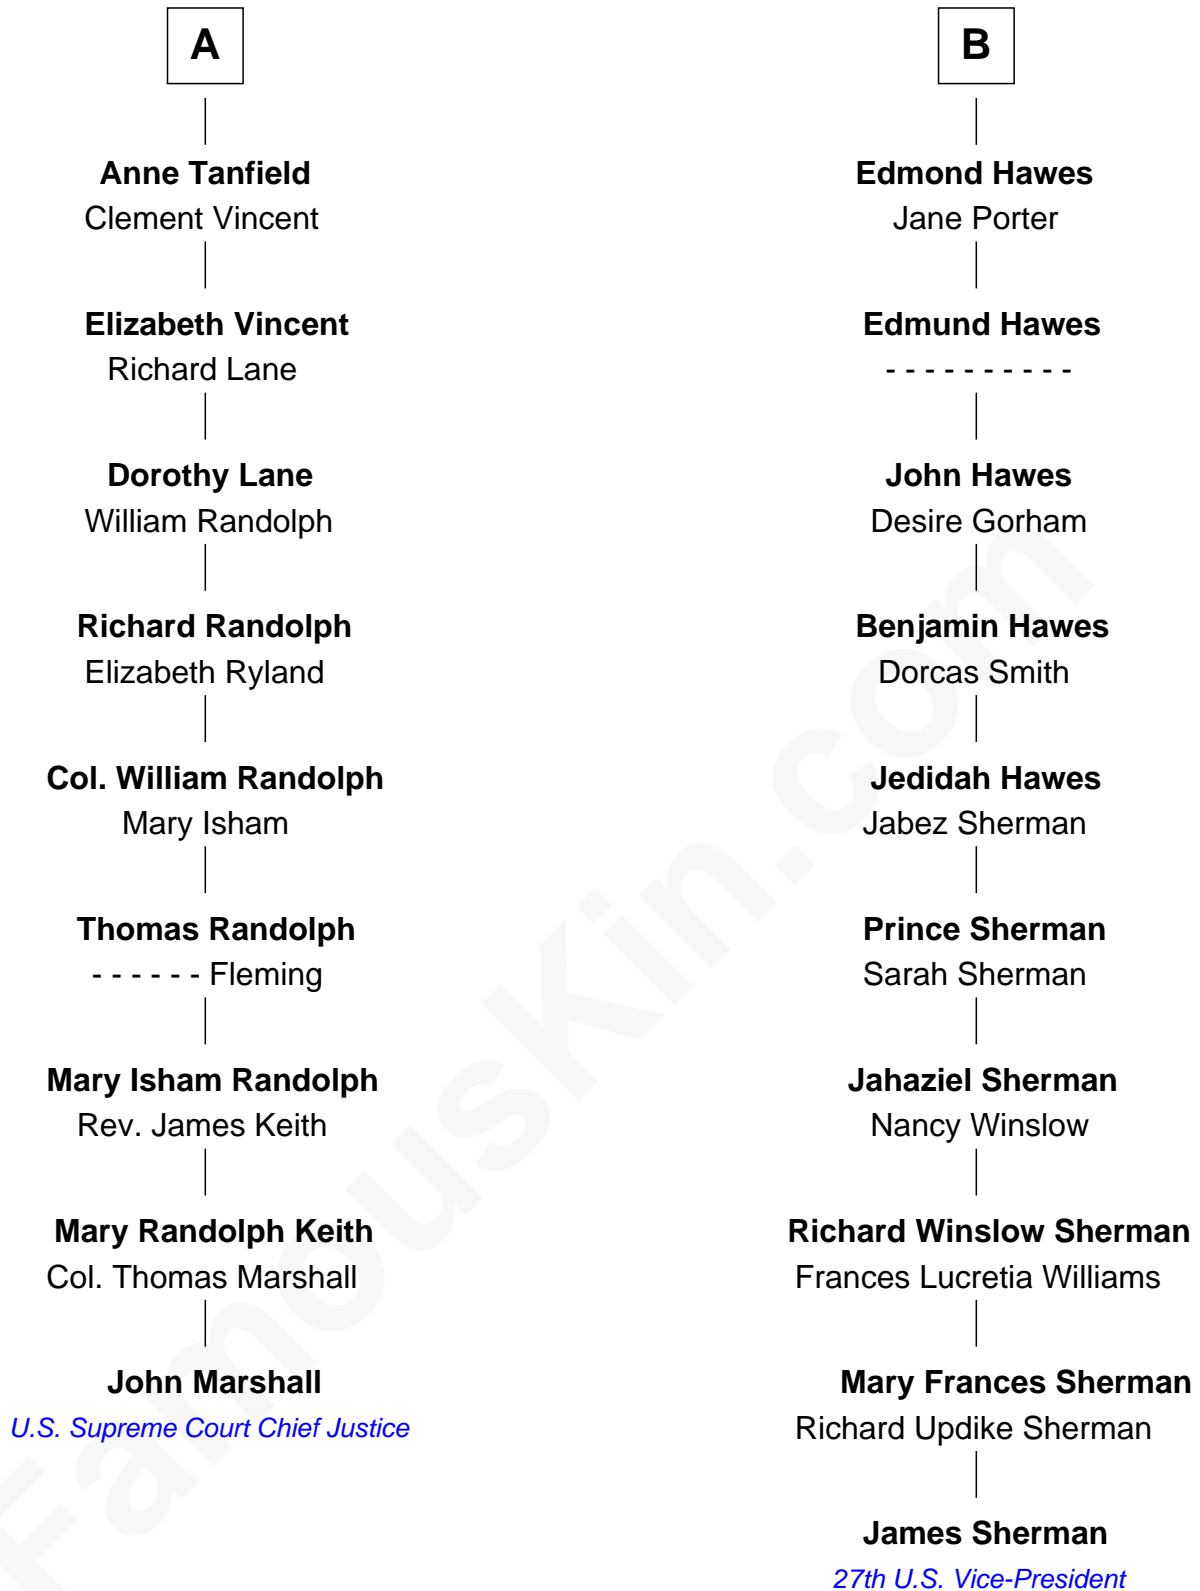 A
Anne Tanfield
Clement Vincent
Elizabeth Vincent
Richard Lane
Dorothy Lane
William Randolph
Richard Randolph
Elizabeth Ryland
Col. William Randolph
Mary Isham
Thomas Randolph
- - - - - - Fleming
Mary Isham Randolph
Rev. James Keith
Mary Randolph Keith
Col. Thomas Marshall
John Marshall
U.S. Supreme Court Chief Justice
B
Edmond Hawes
Jane Porter
Edmund Hawes
- - - - - - - - - -
John Hawes
Desire Gorham
Benjamin Hawes
Dorcas Smith
Jedidah Hawes
Jabez Sherman
Prince Sherman
Sarah Sherman
Jahaziel Sherman
Nancy Winslow
Richard Winslow Sherman
Frances Lucretia Williams
Mary Frances Sherman
Richard Updike Sherman
James Sherman
27th U.S. Vice-President
FamousKin.com